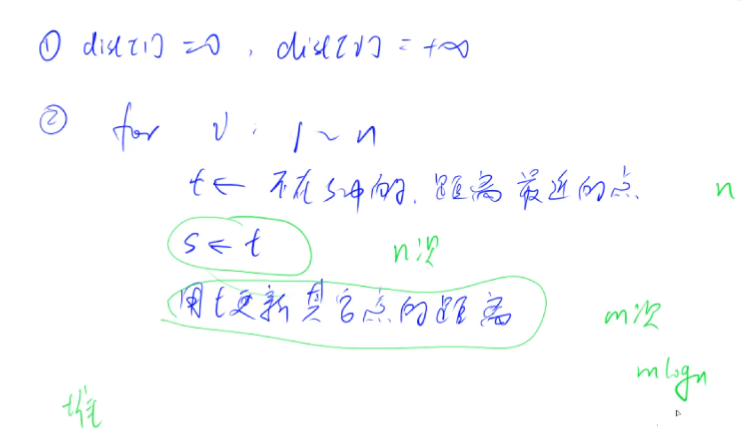 ① dist[1]=0, dist[v]=+∞
② for v: 1~n
t← 不在s中的, 距离最近的点 n
s←t n次
用t更新其它点的距离 m次
mlogn
堆